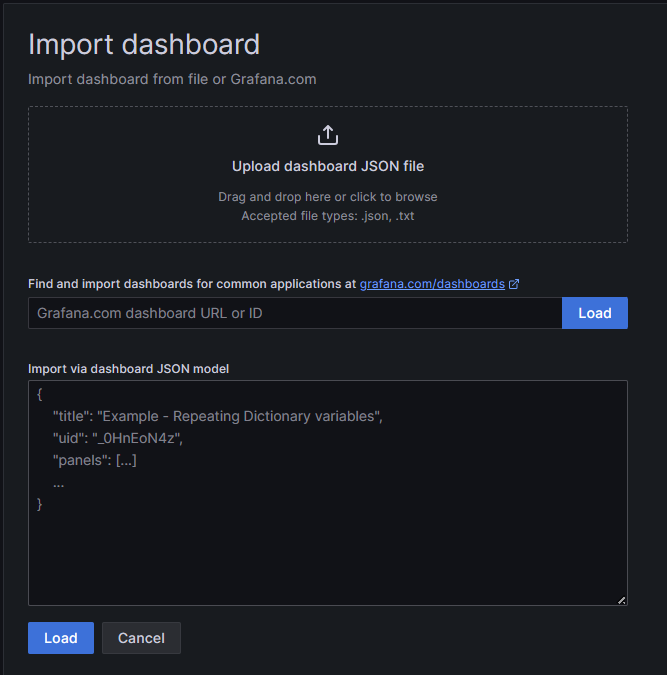 Import dashboard
Import dashboard from file or Grafana.com
Upload dashboard JSON file
Drag and drop here or click to browse
Accepted file types: .json, .txt
Find and import dashboards for common applications at grafana.com/dashboards
Grafana.com dashboard URL or ID
Load
Import via dashboard JSON model
{
"title": "Example - Repeating Dictionary variables",
"uid": "_0HnEoN4z",
"panels": [...]
...
}
Load
Cancel